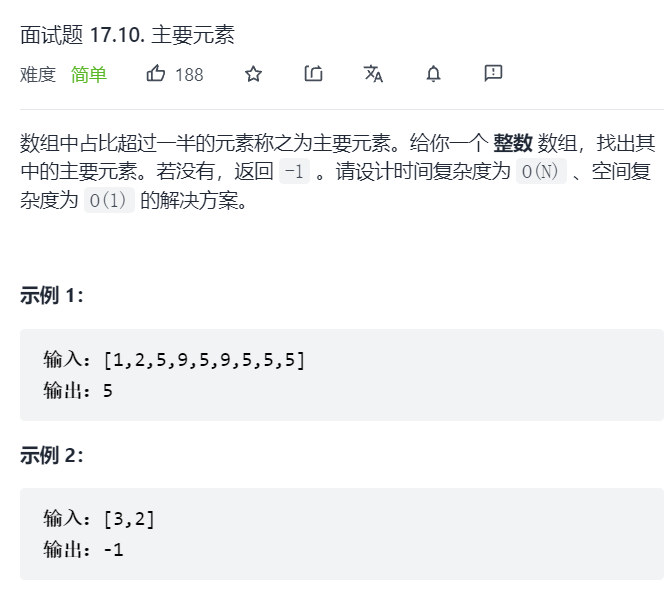 面试题 17.10. 主要元素
难度 简单 188
数组中占比超过一半的元素称之为主要元素。给你一个 整数 数组，找出其
中的主要元素。若没有，返回 -1 。请设计时间复杂度为 O(N) 、空间复
杂度为 O(1) 的解决方案。
示例 1：
输入：[1,2,5,9,5,9,5,5,5]
输出：5
示例 2：
输入：[3,2]
输出：-1